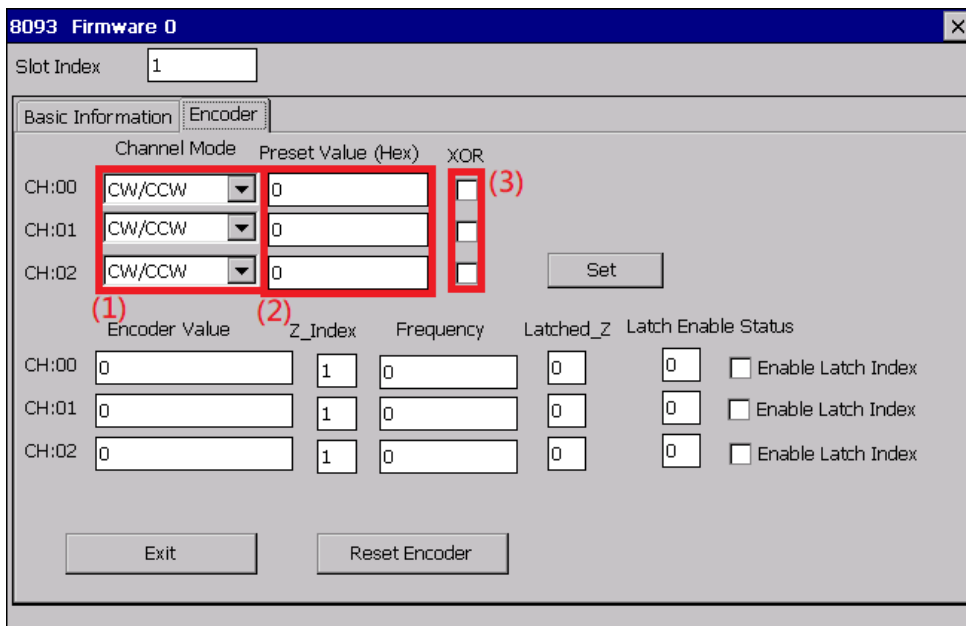 8093 Firmware 0
Slot Index 1
Basic Information Encoder
Channel Mode Preset Value (Hex) XOR
CH:00 CW/CCW 0 (3)
CH:01 CW/CCW 0
CH:02 CW/CCW 0 Set
(1) (2)
Encoder Value Z_Index Frequency Latched_Z Latch Enable Status
CH:00 0 1 0 0 0 Enable Latch Index
CH:01 0 1 0 0 0 Enable Latch Index
CH:02 0 1 0 0 0 Enable Latch Index
Exit Reset Encoder